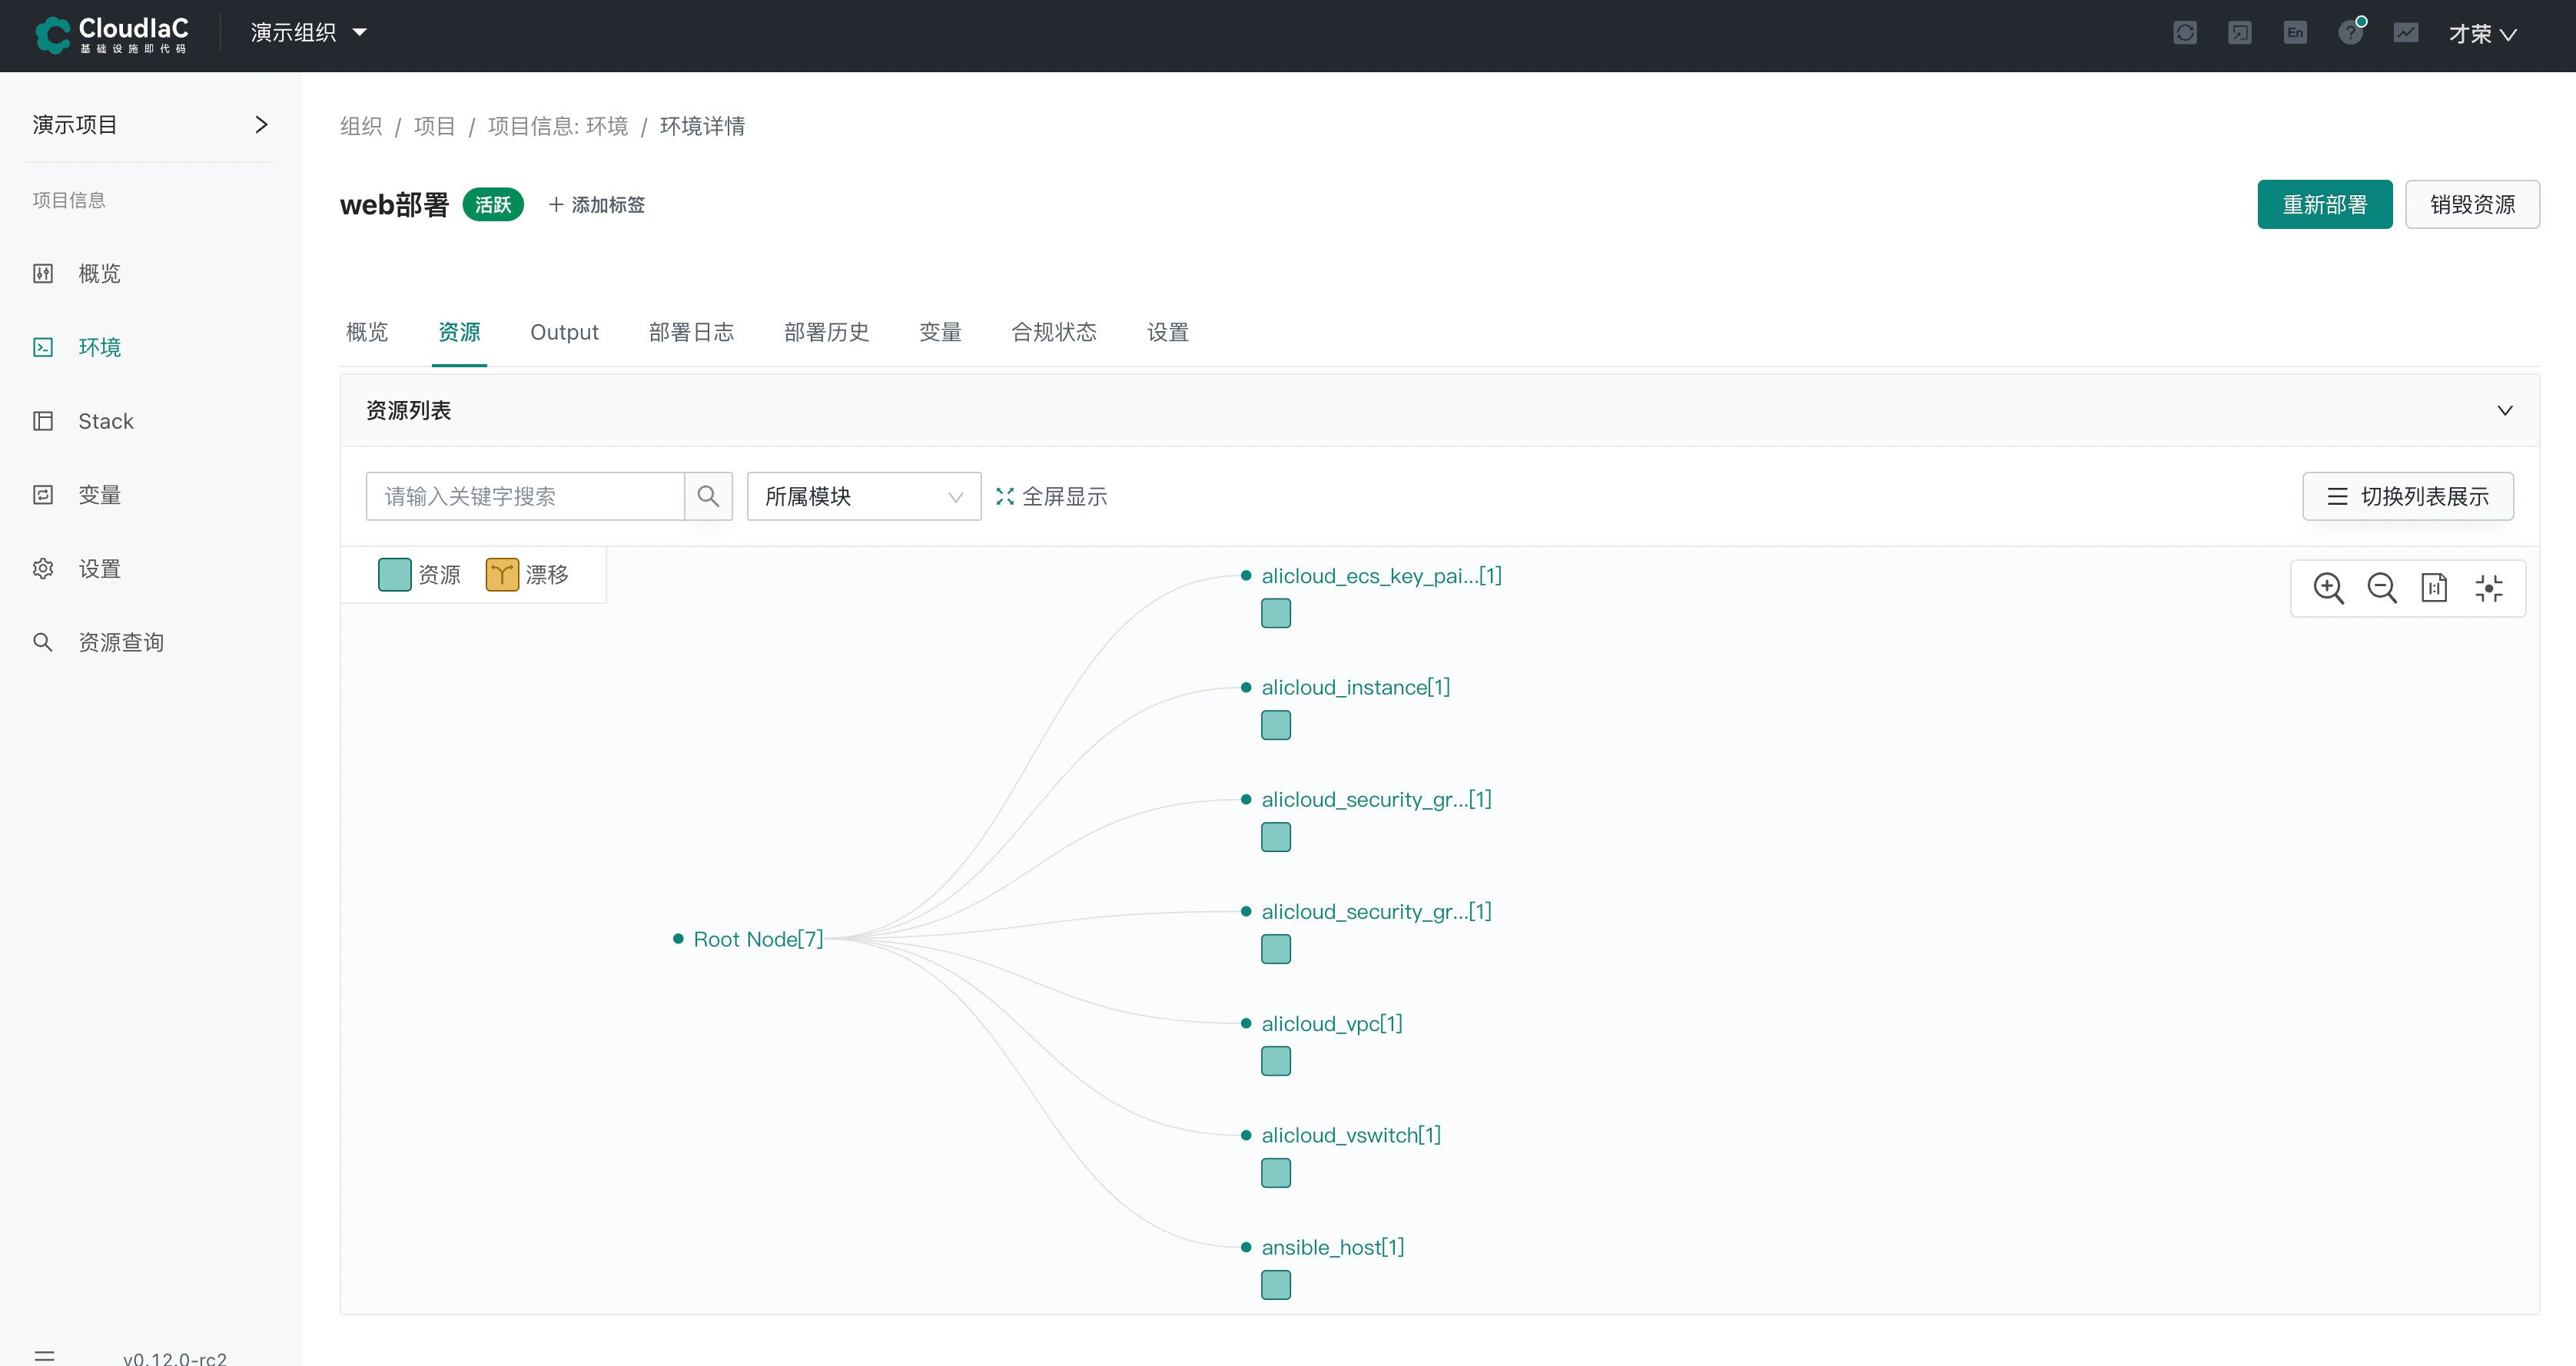 CloudIaC
基础设施即代码
演示组织
En
才荣
演示项目
项目信息
概览
环境
Stack
变量
设置
资源查询
v0.12.0-rc2
组织 / 项目 / 项目信息: 环境 / 环境详情
web部署 活跃 + 添加标签
重新部署 销毁资源
概览 资源 Output 部署日志 部署历史 变量 合规状态 设置
资源列表
请输入关键字搜索 所属模块 全屏显示 切换列表展示
资源 漂移
alicloud_ecs_key_pai...[1]
alicloud_instance[1]
alicloud_security_gr...[1]
alicloud_security_gr...[1]
Root Node[7]
alicloud_vpc[1]
alicloud_vswitch[1]
ansible_host[1]